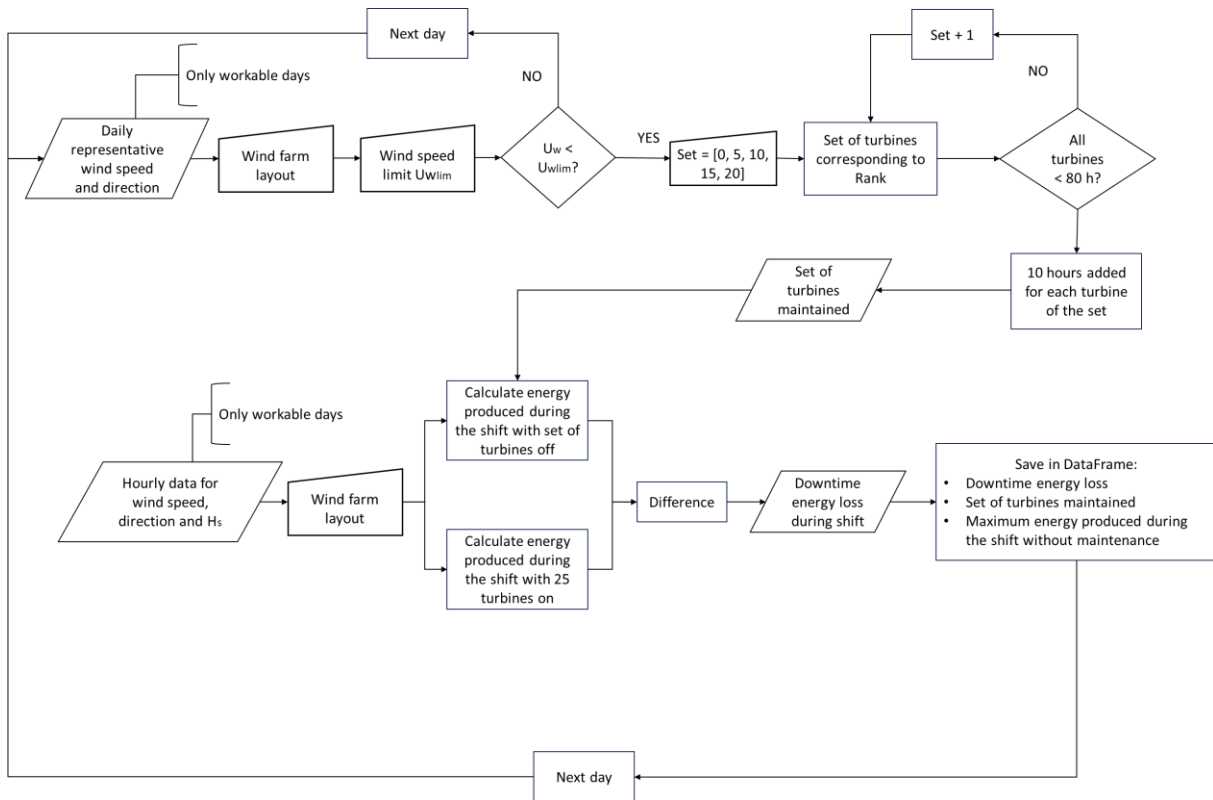 Next day
Set + 1
NO
NO
Only workable days
Daily
representative
wind speed
and direction
Wind farm
layout
Wind speed
limit Uwlim
Uw <
Uwlim?
YES
Set = [0, 5, 10,
15, 20]
Set of turbines
corresponding to
Rank
All
turbines
< 80 h?
Set of
turbines
maintained
10 hours
added
for each turbine
of the set
Only workable days
Hourly data for
wind speed,
direction and Hs
Wind farm
layout
Calculate energy
produced during
the shift with set of
turbines off
Calculate energy
produced during
the shift with 25
turbines on
Difference
Downtime
energy loss
during shift
Save in DataFrame:
• Downtime energy loss
• Set of turbines maintained
• Maximum energy produced during
the shift without maintenance
Next day